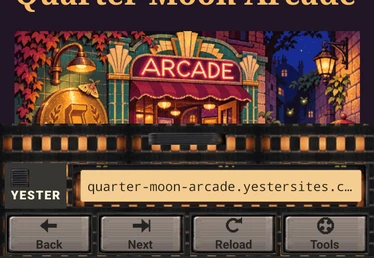 Quarter Moon Arcade
ARCADE
YESTER
quarter-moon-arcade.yestersites.c…
Back
Next
Reload
Tools